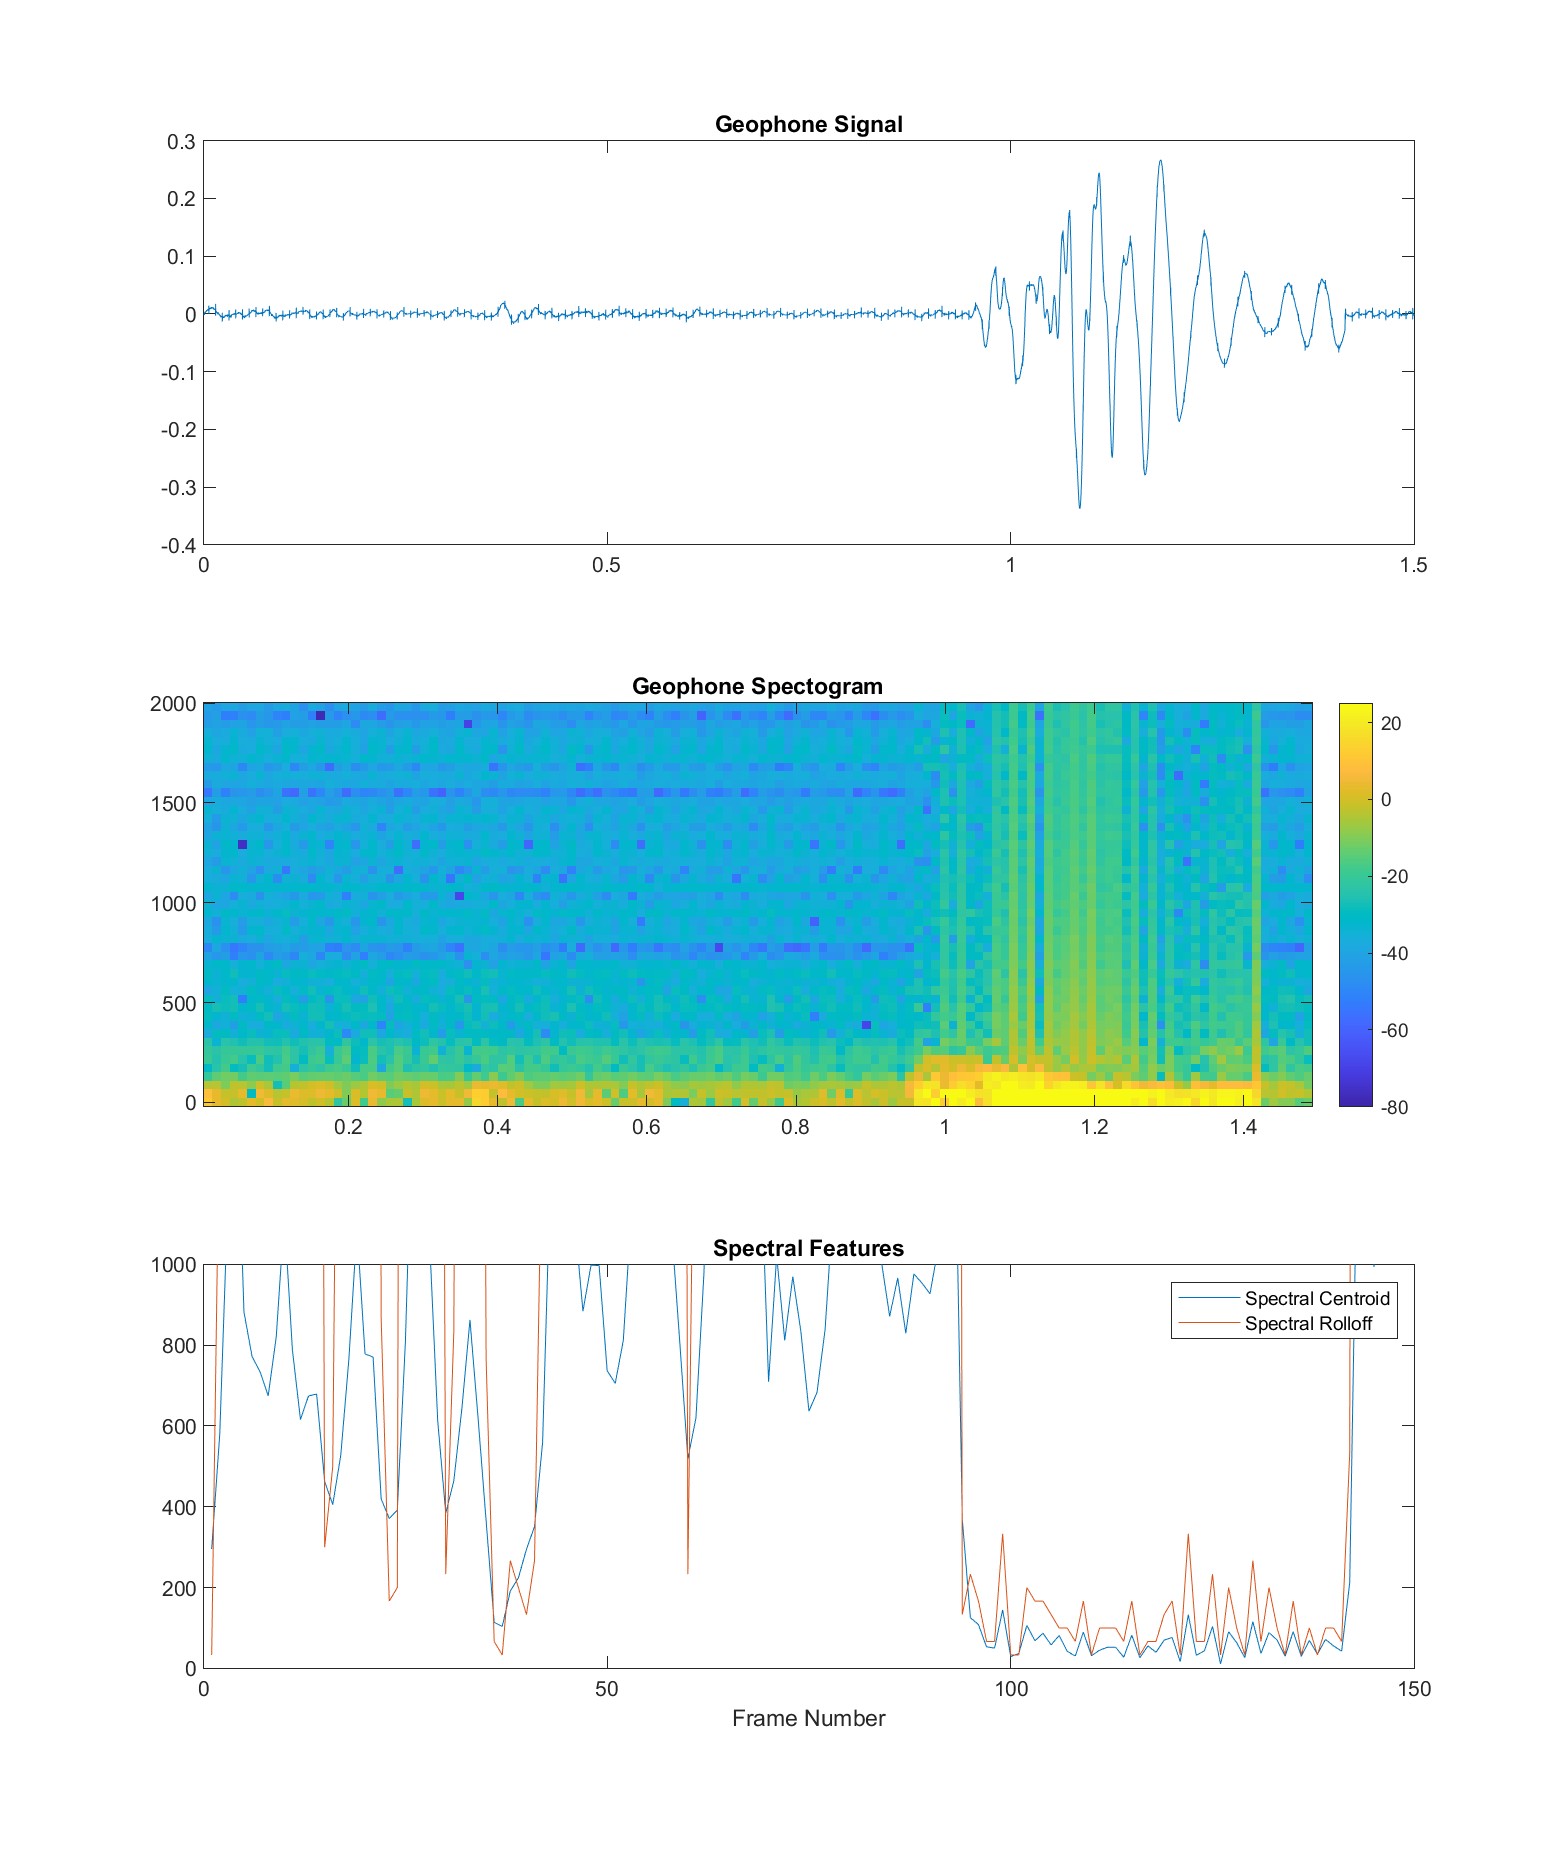 Geophone Signal
0.3
0.2
0.1
0
-0.1
-0.2
-0.3
-0.4
0 0.5 1 1.5
Geophone Spectogram
2000
1500
1000
500
0
0.2 0.4 0.6 0.8 1 1.2 1.4
20
0
-20
-40
-60
-80
Spectral Features
1000
800
600
400
200
0
Spectral Centroid
Spectral Rolloff
0 50 100 150
Frame Number